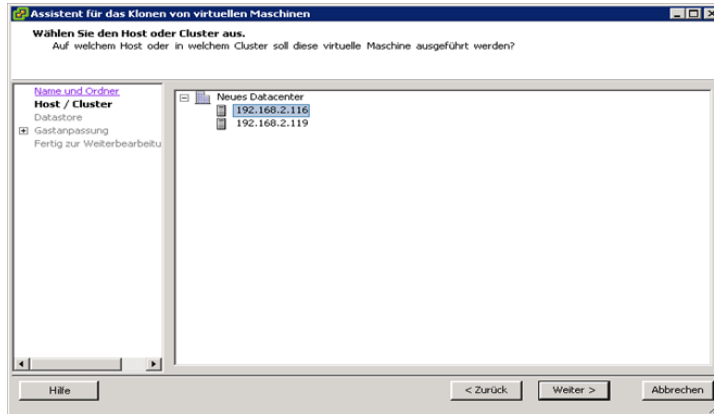 Assistent für das Klonen von virtuellen Maschinen
Wählen Sie den Host oder Cluster aus.
Auf welchem Host oder in welchem Cluster soll diese virtuelle Maschine ausgeführt werden?
Name und Ordner
Host / Cluster
Datastore
Gastanpassung
Fertig zur Weiterbearbeitu
Neues Datacenter
192.168.2.116
192.168.2.119
Hilfe
< Zurück
Weiter >
Abbrechen